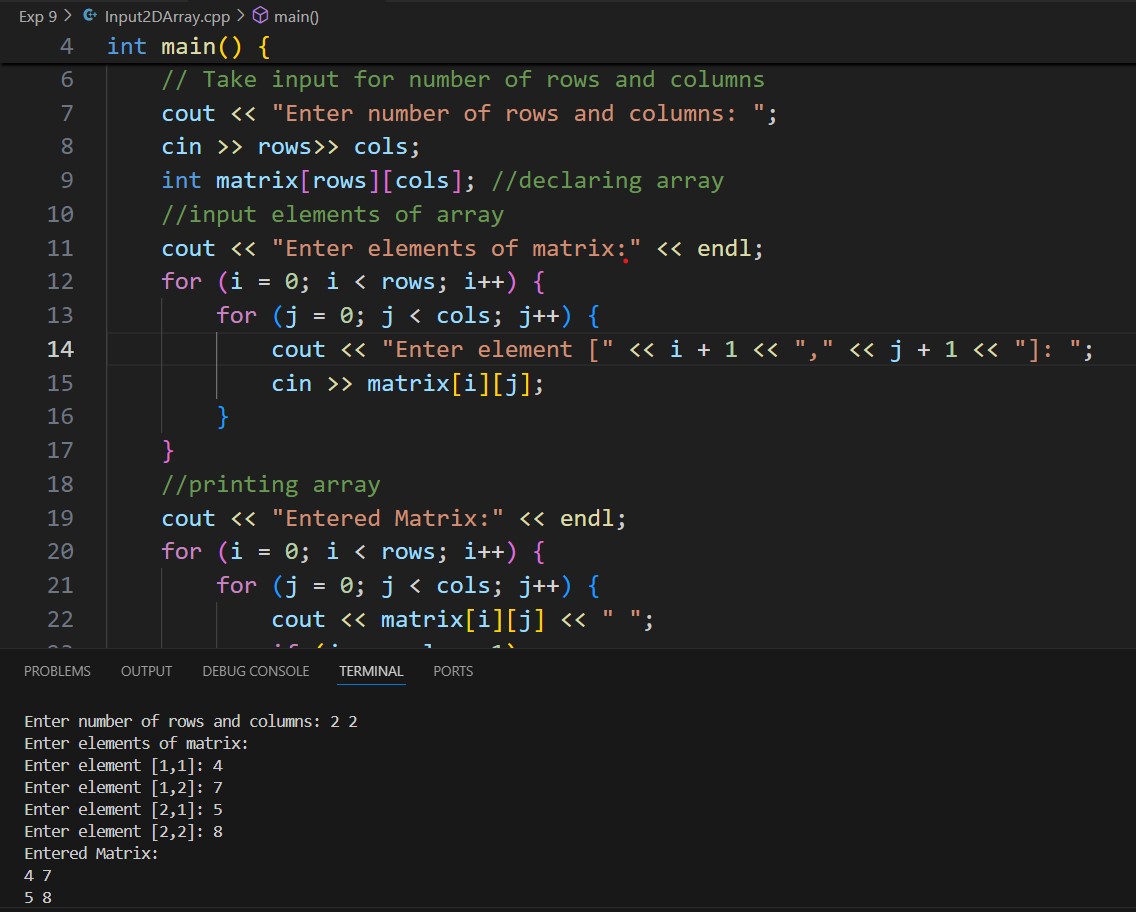 Exp 9 > Input2DArray.cpp > main()
4 int main() {
6 // Take input for number of rows and columns
7 cout << "Enter number of rows and columns: ";
8 cin >> rows>> cols;
9 int matrix[rows][cols]; //declaring array
10 //input elements of array
11 cout << "Enter elements of matrix:" << endl;
12 for (i = 0; i < rows; i++) {
13 for (j = 0; j < cols; j++) {
14 cout << "Enter element [" << i + 1 << "," << j + 1 << "]: ";
15 cin >> matrix[i][j];
16 }
17 }
18 //printing array
19 cout << "Entered Matrix:" << endl;
20 for (i = 0; i < rows; i++) {
21 for (j = 0; j < cols; j++) {
22 cout << matrix[i][j] << " ";
PROBLEMS OUTPUT DEBUG CONSOLE TERMINAL PORTS
Enter number of rows and columns: 2 2
Enter elements of matrix:
Enter element [1,1]: 4
Enter element [1,2]: 7
Enter element [2,1]: 5
Enter element [2,2]: 8
Entered Matrix:
4 7
5 8